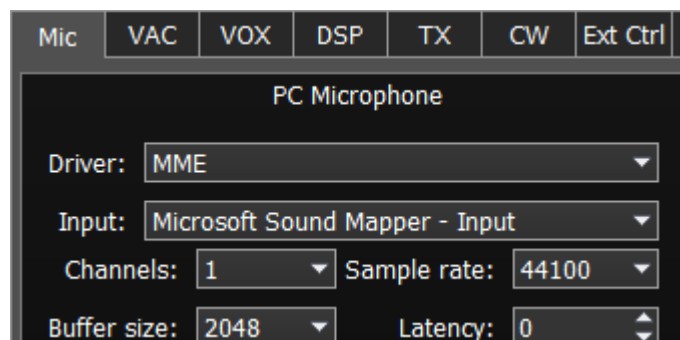 Mic VAC VOX DSP TX CW Ext Ctrl
PC Microphone
Driver: MME
Input: Microsoft Sound Mapper - Input
Channels: 1 Sample rate: 44100
Buffer size: 2048 Latency: 0